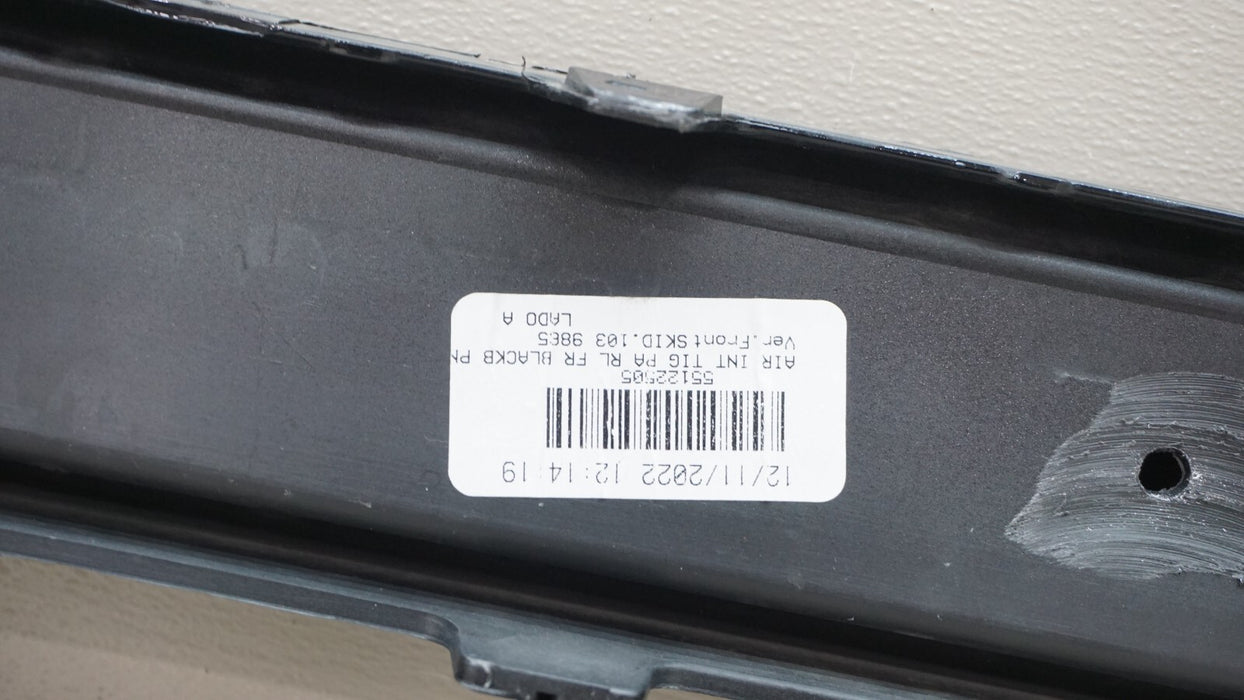 12/11/2022 12:14:19
55122505
AIR INT TIG PA RL FR BLACKB PN
Ver.FrontSKID.103 9865
LADO A